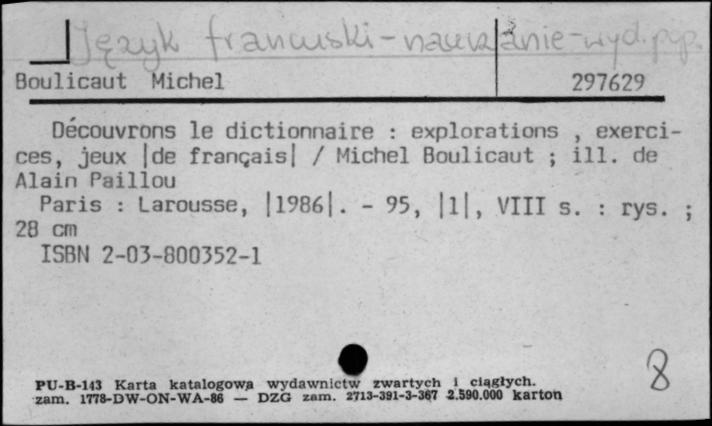 Język francuski - nauczanie - wyd. pop.
Boulicaut Michel 297629
Découvrons le dictionnaire : explorations , exerci-
ces, jeux |de français| / Michel Boulicaut ; ill. de
Alain Paillou
Paris : Larousse, |1986|. - 95, |1|, VIII s. : rys. ;
28 cm
ISBN 2-03-800352-1
8
PU-B-143 Karta katalogowa wydawnictw zwartych i ciągłych.
zam. 1778-DW-ON-WA-86 — DZG zam. 2713-391-3-367 2.590.000 karton